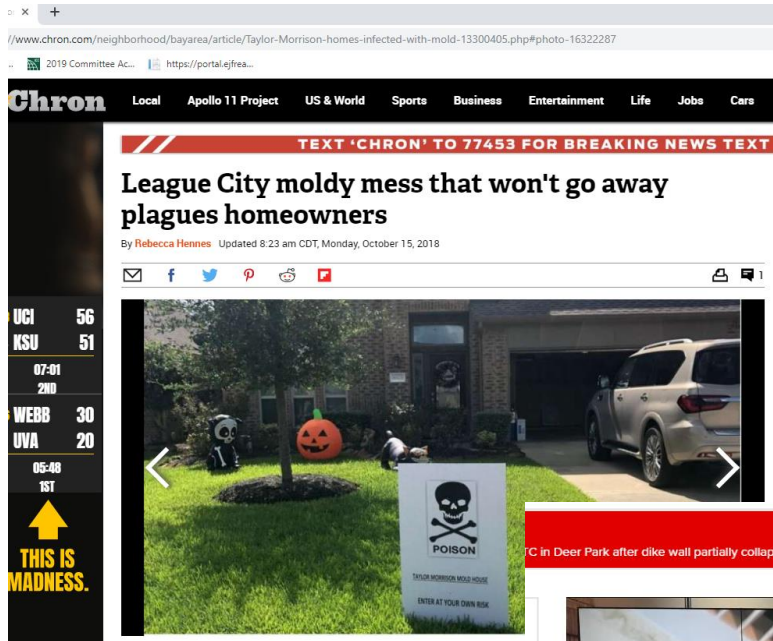 //www.chron.com/neighborhood/bayarea/article/Taylor-Morrison-homes-infected-with-mold-13300405.php#photo-16322287
2019 Committee Ac...
https://portal.ejfrea...
Chron
Local Apollo 11 Project US & World Sports Business Entertainment Life Jobs Cars
TEXT 'CHRON' TO 77453 FOR BREAKING NEWS TEXT
League City moldy mess that won't go away
plagues homeowners
By Rebecca Hennes Updated 8:23 am CDT, Monday, October 15, 2018
1
UCI 56
KSU 51
07:01
2ND
WEBB 30
UVA 20
05:48
1ST
THIS IS
MADNESS.
POISON
TAYLOR MORRISON MOLD HOUSE
ENTER AT YOUR OWN RISK
TC in Deer Park after dike wall partially collap